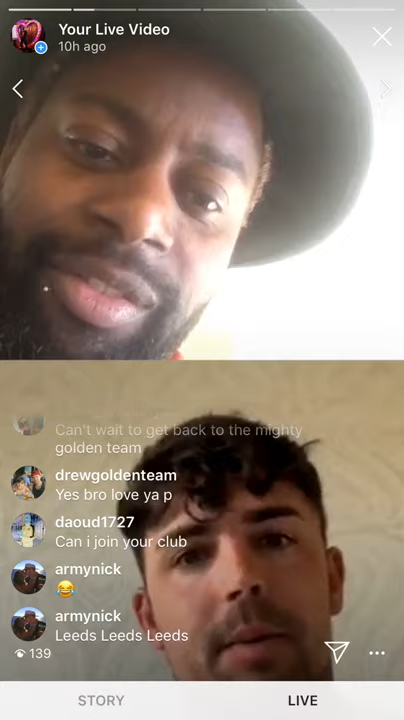 Your Live Video
10h ago
Can't wait to get back to the mighty
golden team
drewgoldenteam
Yes bro love ya p
daoud1727
Can i join your club
armynick
😂
armynick
Leeds Leeds Leeds
139
STORY
LIVE